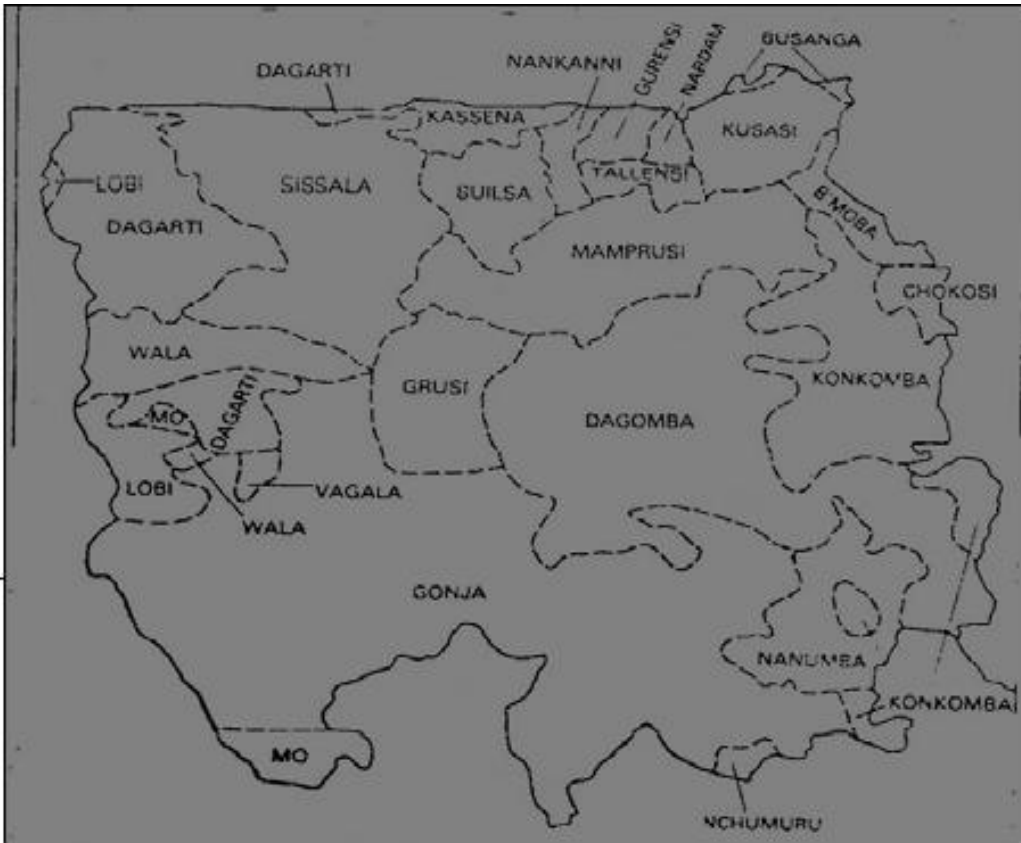 BUSANGA
GURENSI
NARDAM
NANKANNI
DAGARTI
KASSENA
KUSASI
LOBI
SISSALA
BUILSA
TALLENSI
DAGARTI
B'MOBA
MAMPRUSI
CHOKOSI
WALA
GRUSI
KONKOMBA
MO
DAGARTI
DAGOMBA
LOBI
VAGALA
WALA
GONJA
NANUMBA
KONKOMBA
MO
NCHUMURU